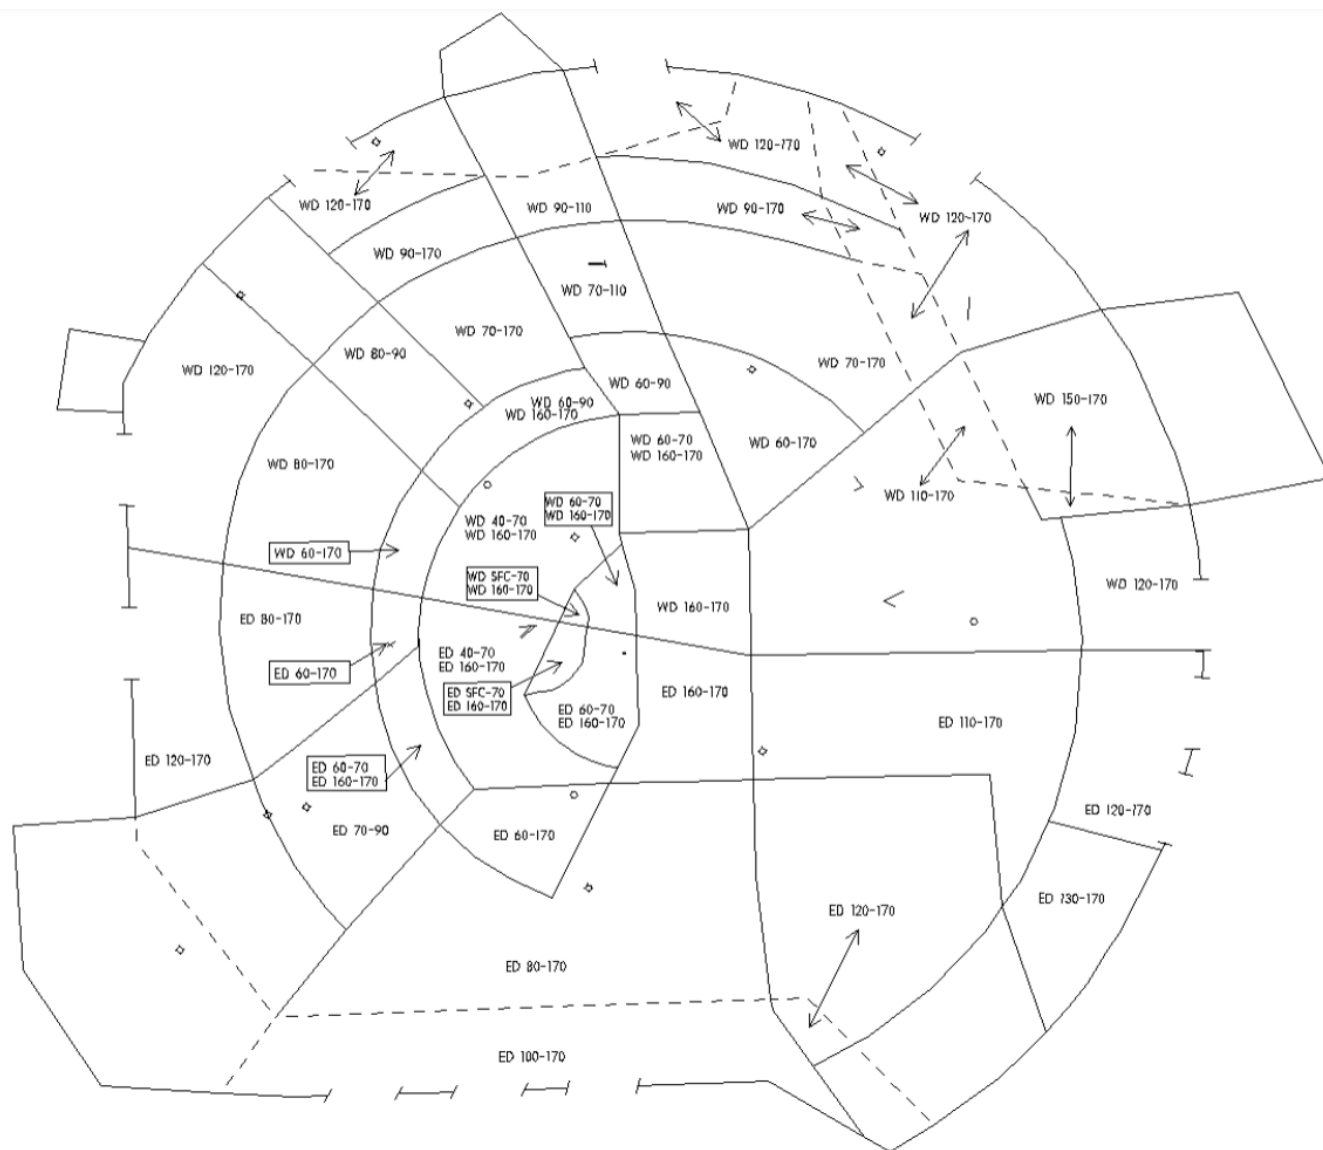 WD 120-170
WD 120-170
WD 90-110
WD 90-170
WD 120-170
WD 90-170
WD 70-110
WD 70-170
WD 80-90
WD 70-170
WD 120-170
WD 60-90
WD 60-90
WD 160-170
WD 150-170
WD 60-70
WD 160-170
WD 60-170
WD 80-170
WD 110-170
WD 60-70
WD 160-170
WD 40-70
WD 160-170
WD 60-170
WD SFC-70
WD 160-170
WD 160-170
WD 120-170
ED 80-170
ED 40-70
ED 160-170
ED 60-170
ED SFC-70
ED 160-170
ED 160-170
ED 60-70
ED 160-170
ED 110-170
ED 120-170
ED 60-70
ED 160-170
ED 120-170
ED 70-90
ED 60-170
ED 130-170
ED 120-170
ED 80-170
ED 100-170